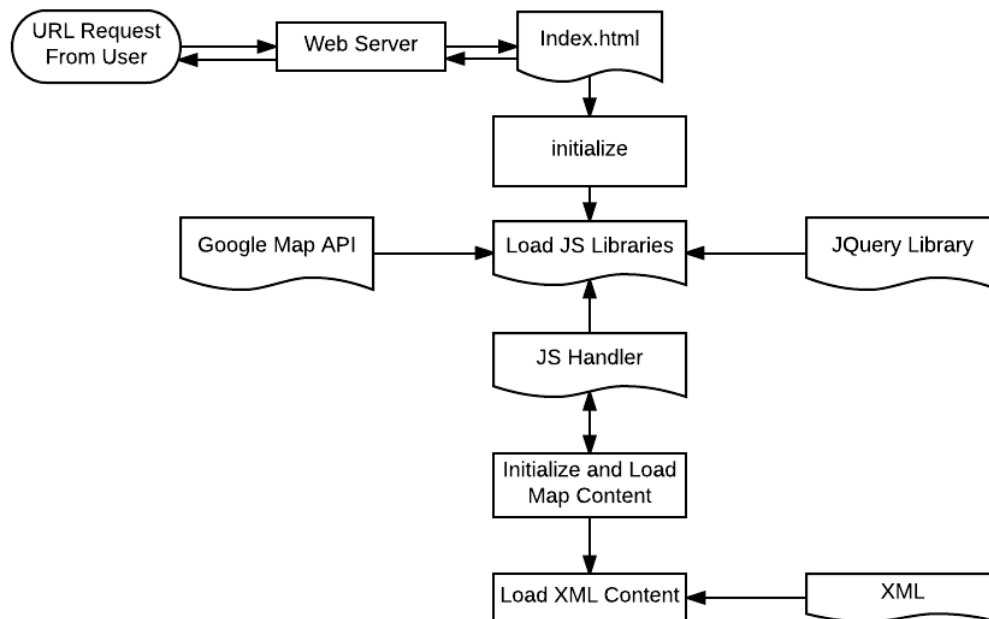 URL Request
From User
Web Server
Index.html
initialize
Google Map API
Load JS Libraries
JQuery Library
JS Handler
Initialize and Load
Map Content
Load XML Content
XML